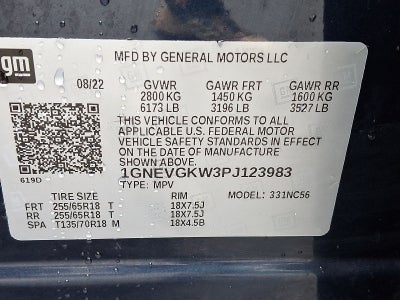 gm
MFD BY GENERAL MOTORS LLC
08/22 GVWR GAWR FRT GAWR RR
2800 KG 1450 KG 1600 KG
6173 LB 3196 LB 3527 LB
THIS VEHICLE CONFORMS TO ALL
APPLICABLE U.S. FEDERAL MOTOR
VEHICLE SAFETY STANDARDS IN EFFECT
ON THE DATE OF MANUFACTURE
SHOWN ABOVE.
619D 1GNEVGKW3PJ123983
TYPE: MPV MODEL: 331NC56
TIRE SIZE RIM
FRT 255/65R18 T 18X7.5J
RR 255/65R18 T 18X7.5J
SPA T135/70R18 M 18X4.5B